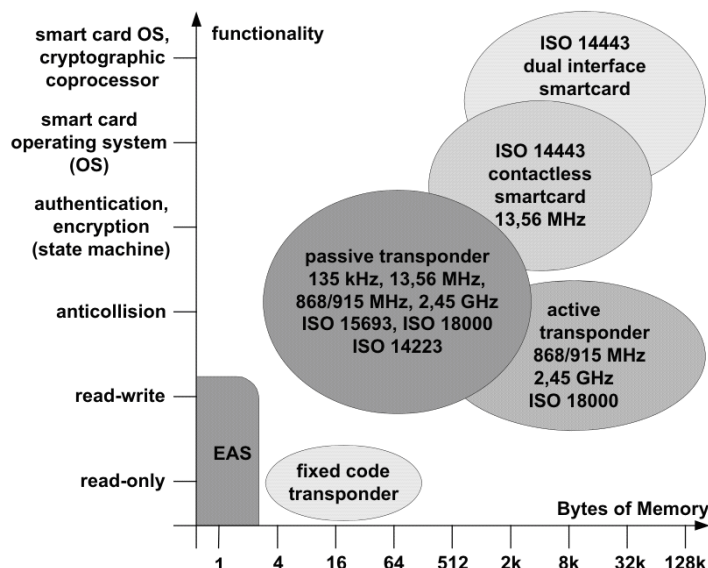 functionality
smart card OS,
cryptographic
coprocessor
smart card
operating system
(OS)
authentication,
encryption
(state machine)
anticollision
read-write
read-only
ISO 14443
dual interface
smartcard
ISO 14443
contactless
smartcard
13,56 MHz
passive transponder
135 kHz, 13,56 MHz,
868/915 MHz, 2,45 GHz
ISO 15693, ISO 18000
ISO 14223
active
transponder
868/915 MHz
2,45 GHz
ISO 18000
EAS
fixed code
transponder
Bytes of Memory
1 4 16 64 512 2k 8k 32k 128k